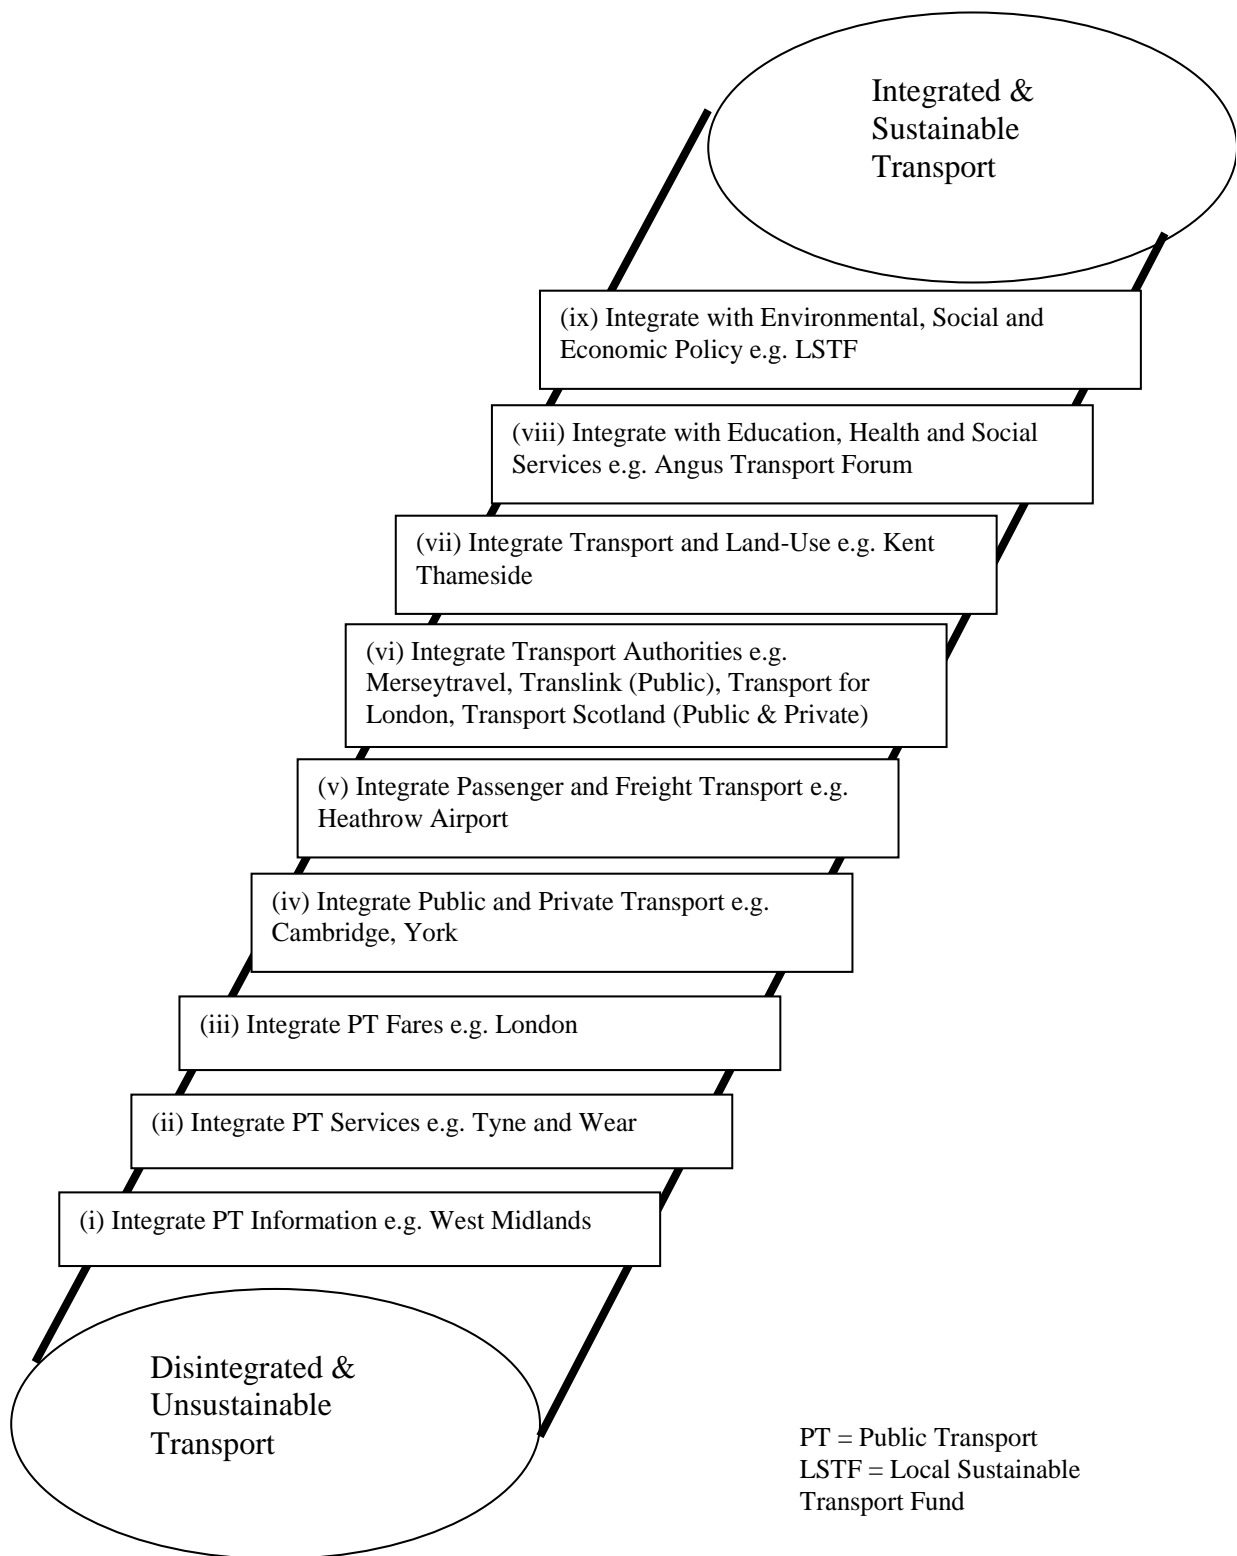 Integrated &
Sustainable
Transport
(ix) Integrate with Environmental, Social and
Economic Policy e.g. LSTF
(viii) Integrate with Education, Health and Social
Services e.g. Angus Transport Forum
(vii) Integrate Transport and Land-Use e.g. Kent
Thameside
(vi) Integrate Transport Authorities e.g.
Merseytravel, Translink (Public), Transport for
London, Transport Scotland (Public & Private)
(v) Integrate Passenger and Freight Transport e.g.
Heathrow Airport
(iv) Integrate Public and Private Transport e.g.
Cambridge, York
(iii) Integrate PT Fares e.g. London
(ii) Integrate PT Services e.g. Tyne and Wear
(i) Integrate PT Information e.g. West Midlands
Disintegrated &
Unsustainable
Transport
PT = Public Transport
LSTF = Local Sustainable
Transport Fund